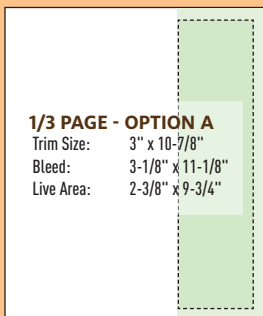 1/3 PAGE - OPTION A
Trim Size: 3" x 10-7/8"
Bleed: 3-1/8" x 11-1/8"
Live Area: 2-3/8" x 9-3/4"